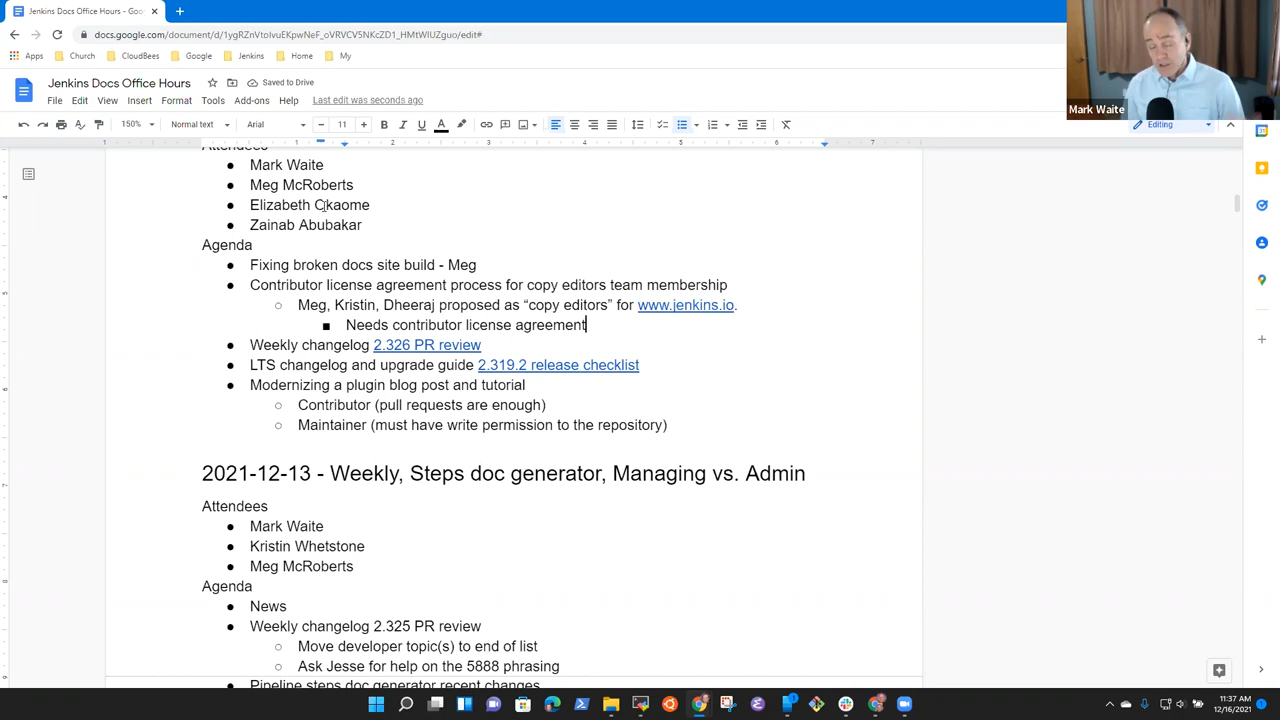 Jenkins Docs Office Hours - Goo
docs.google.com/document/d/1ygRZnVtoIvuEKpwNeF_oVRVCV5NKcZD1_HMtWIUZguo/edit#
Apps Church CloudBees Google Jenkins Home My
Jenkins Docs Office Hours Saved to Drive
File Edit View Insert Format Tools Add-ons Help Last edit was seconds ago
150% Normal text Arial 11 Editing
Mark Waite
Attendees
Mark Waite
Meg McRoberts
Elizabeth Okaome
Zainab Abubakar
Agenda
Fixing broken docs site build - Meg
Contributor license agreement process for copy editors team membership
Meg, Kristin, Dheeraj proposed as “copy editors” for www.jenkins.io.
Needs contributor license agreement
Weekly changelog 2.326 PR review
LTS changelog and upgrade guide 2.319.2 release checklist
Modernizing a plugin blog post and tutorial
Contributor (pull requests are enough)
Maintainer (must have write permission to the repository)
2021-12-13 - Weekly, Steps doc generator, Managing vs. Admin
Attendees
Mark Waite
Kristin Whetstone
Meg McRoberts
Agenda
News
Weekly changelog 2.325 PR review
Move developer topic(s) to end of list
Ask Jesse for help on the 5888 phrasing
Pipeline steps doc generator recent changes
11:37 AM
12/16/2021